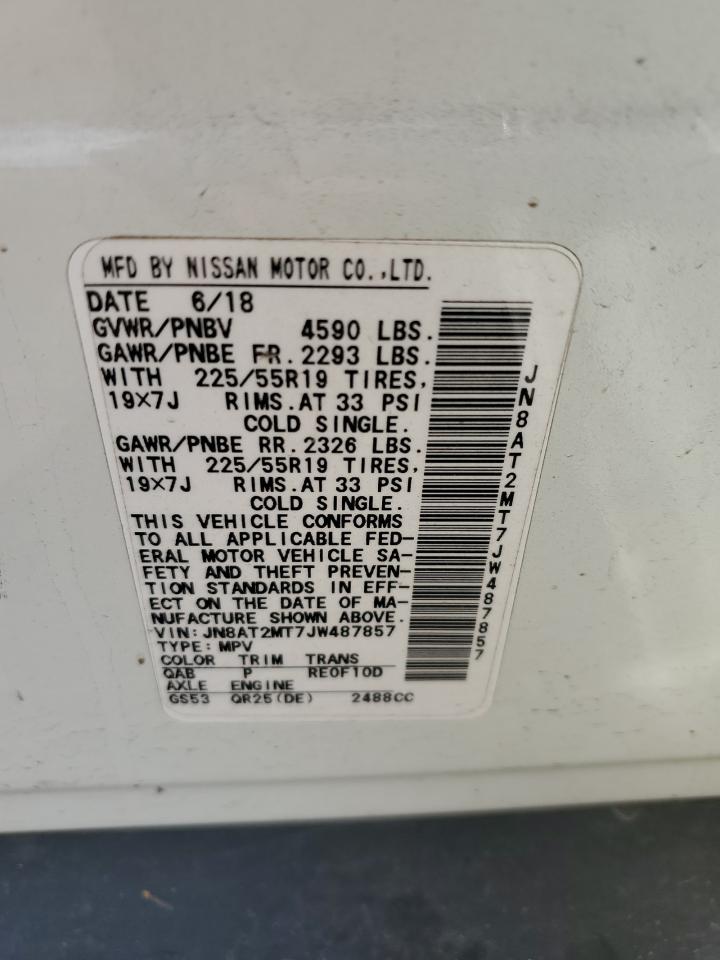 MFD BY NISSAN MOTOR CO.,LTD.
DATE 6/18
GVWR/PNBV 4590 LBS.
GAWR/PNBE FR.2293 LBS.
WITH 225/55R19 TIRES,
19×7J RIMS.AT 33 PSI
COLD SINGLE.
GAWR/PNBE RR.2326 LBS.
WITH 225/55R19 TIRES,
19×7J RIMS.AT 33 PSI
COLD SINGLE.
THIS VEHICLE CONFORMS
TO ALL APPLICABLE FED-
ERAL MOTOR VEHICLE SA-
FETY AND THEFT PREVEN-
TION STANDARDS IN EFF-
ECT ON THE DATE OF MA-
NUFACTURE SHOWN ABOVE.
VIN:JN8AT2MT7JW487857
TYPE:MPV
COLOR TRIM TRANS
QAB P RE0F10D
AXLE ENGINE
GS53 QR25(DE) 2488CC
JN8AT2MT7JW487857